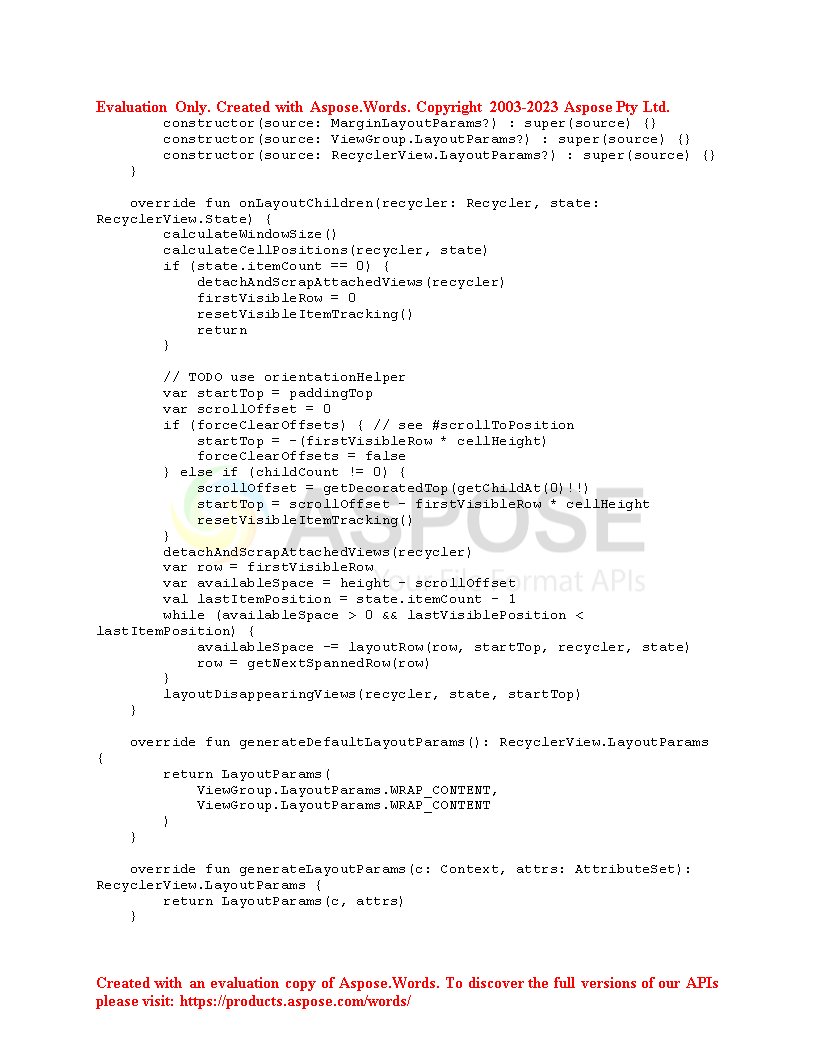 Evaluation Only. Created with Aspose.Words. Copyright 2003-2023 Aspose Pty Ltd.
        constructor(source: MarginLayoutParams?) : super(source) {}
        constructor(source: ViewGroup.LayoutParams?) : super(source) {}
        constructor(source: RecyclerView.LayoutParams?) : super(source) {}
    }

    override fun onLayoutChildren(recycler: Recycler, state:
RecyclerView.State) {
        calculateWindowSize()
        calculateCellPositions(recycler, state)
        if (state.itemCount == 0) {
            detachAndScrapAttachedViews(recycler)
            firstVisibleRow = 0
            resetVisibleItemTracking()
            return
        }

        // TODO use orientationHelper
        var startTop = paddingTop
        var scrollOffset = 0
        if (forceClearOffsets) { // see #scrollToPosition
            startTop = -(firstVisibleRow * cellHeight)
            forceClearOffsets = false
        } else if (childCount != 0) {
            scrollOffset = getDecoratedTop(getChildAt(0)!!)
            startTop = scrollOffset - firstVisibleRow * cellHeight
            resetVisibleItemTracking()
        }
        detachAndScrapAttachedViews(recycler)
        var row = firstVisibleRow
        var availableSpace = height - scrollOffset
        val lastItemPosition = state.itemCount - 1
        while (availableSpace > 0 && lastVisiblePosition <
lastItemPosition) {
            availableSpace -= layoutRow(row, startTop, recycler, state)
            row = getNextSpannedRow(row)
        }
        layoutDisappearingViews(recycler, state, startTop)
    }

    override fun generateDefaultLayoutParams(): RecyclerView.LayoutParams
{
        return LayoutParams(
            ViewGroup.LayoutParams.WRAP_CONTENT,
            ViewGroup.LayoutParams.WRAP_CONTENT
        )
    }

    override fun generateLayoutParams(c: Context, attrs: AttributeSet):
RecyclerView.LayoutParams {
        return LayoutParams(c, attrs)
    }
ASPOSE
Your File Format APIs
Created with an evaluation copy of Aspose.Words. To discover the full versions of our APIs
please visit: https://products.aspose.com/words/